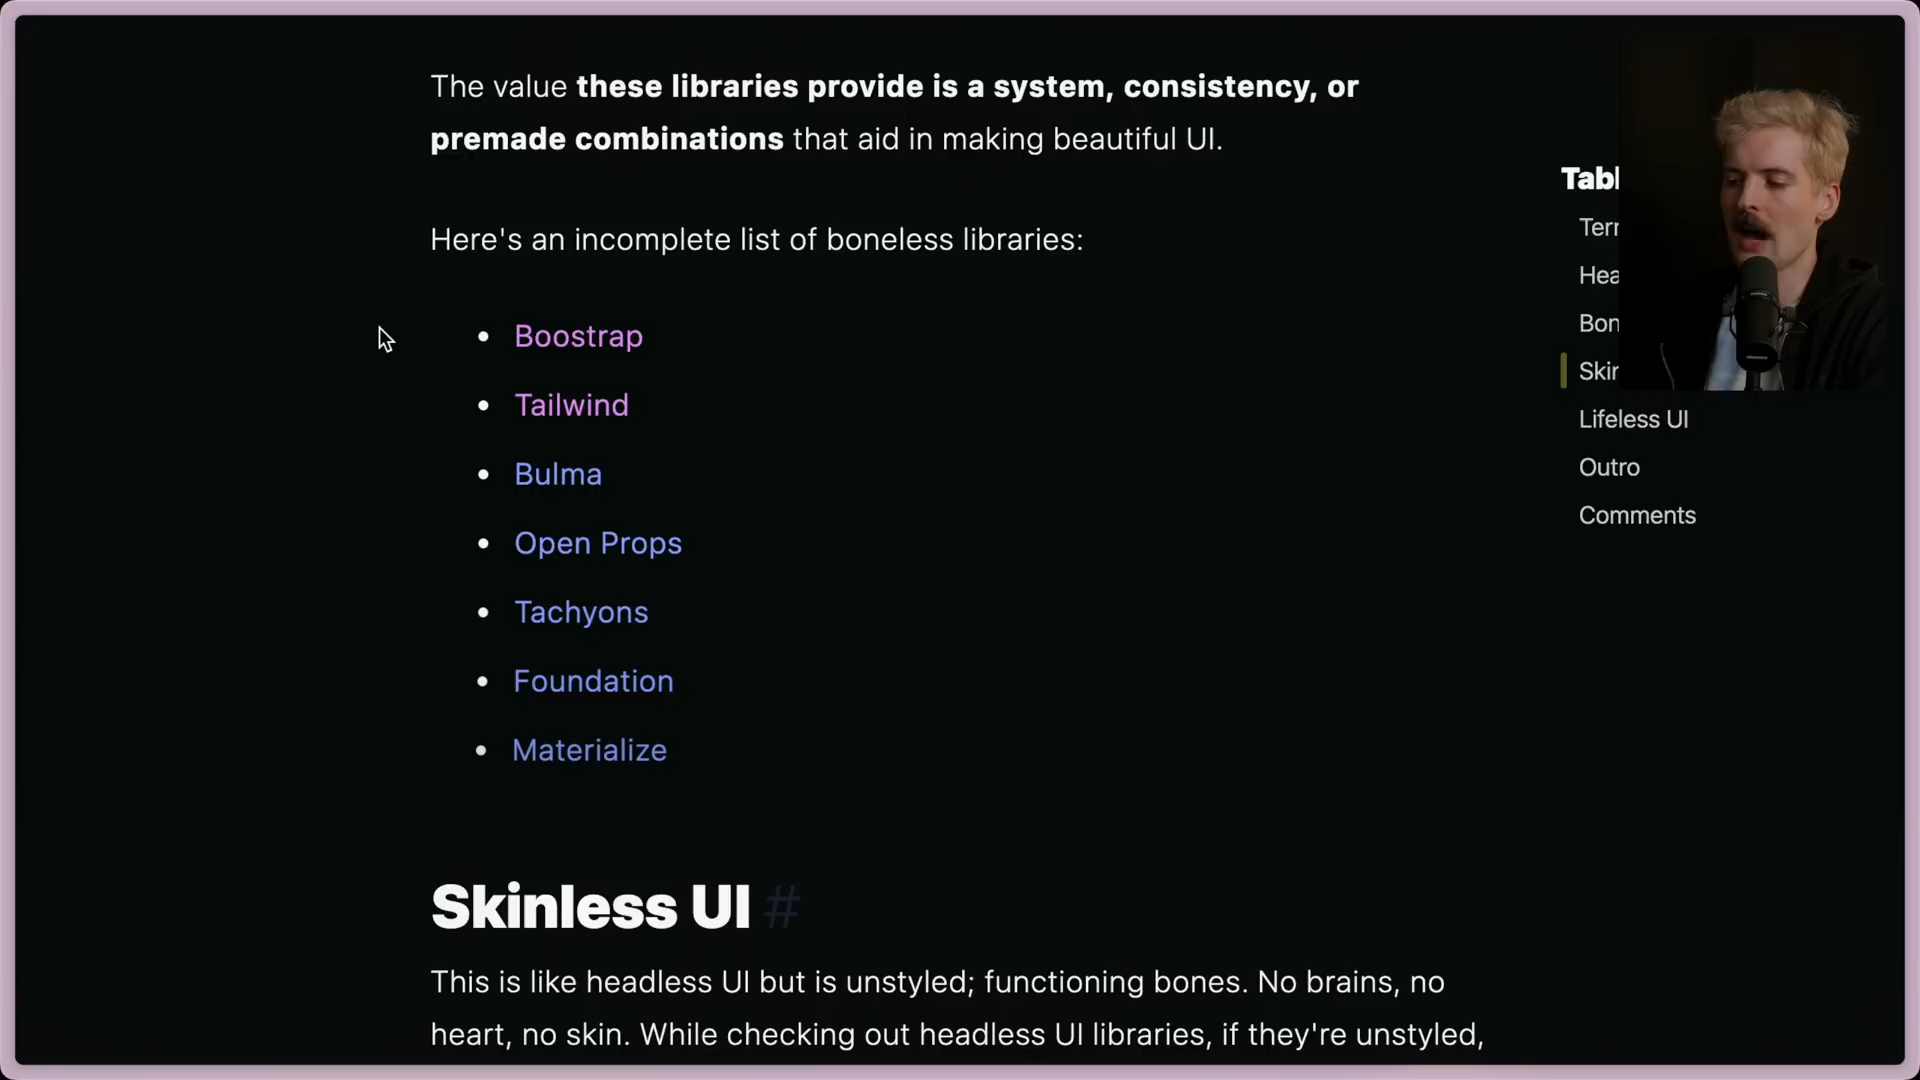 The value these libraries provide is a system, consistency, or
premade combinations that aid in making beautiful UI.
Here's an incomplete list of boneless libraries:
• Boostrap
• Tailwind
• Bulma
• Open Props
• Tachyons
• Foundation
• Materialize
Skinless UI #
This is like headless UI but is unstyled; functioning bones. No brains, no
heart, no skin. While checking out headless UI libraries, if they're unstyled,
Lifeless UI
Outro
Comments